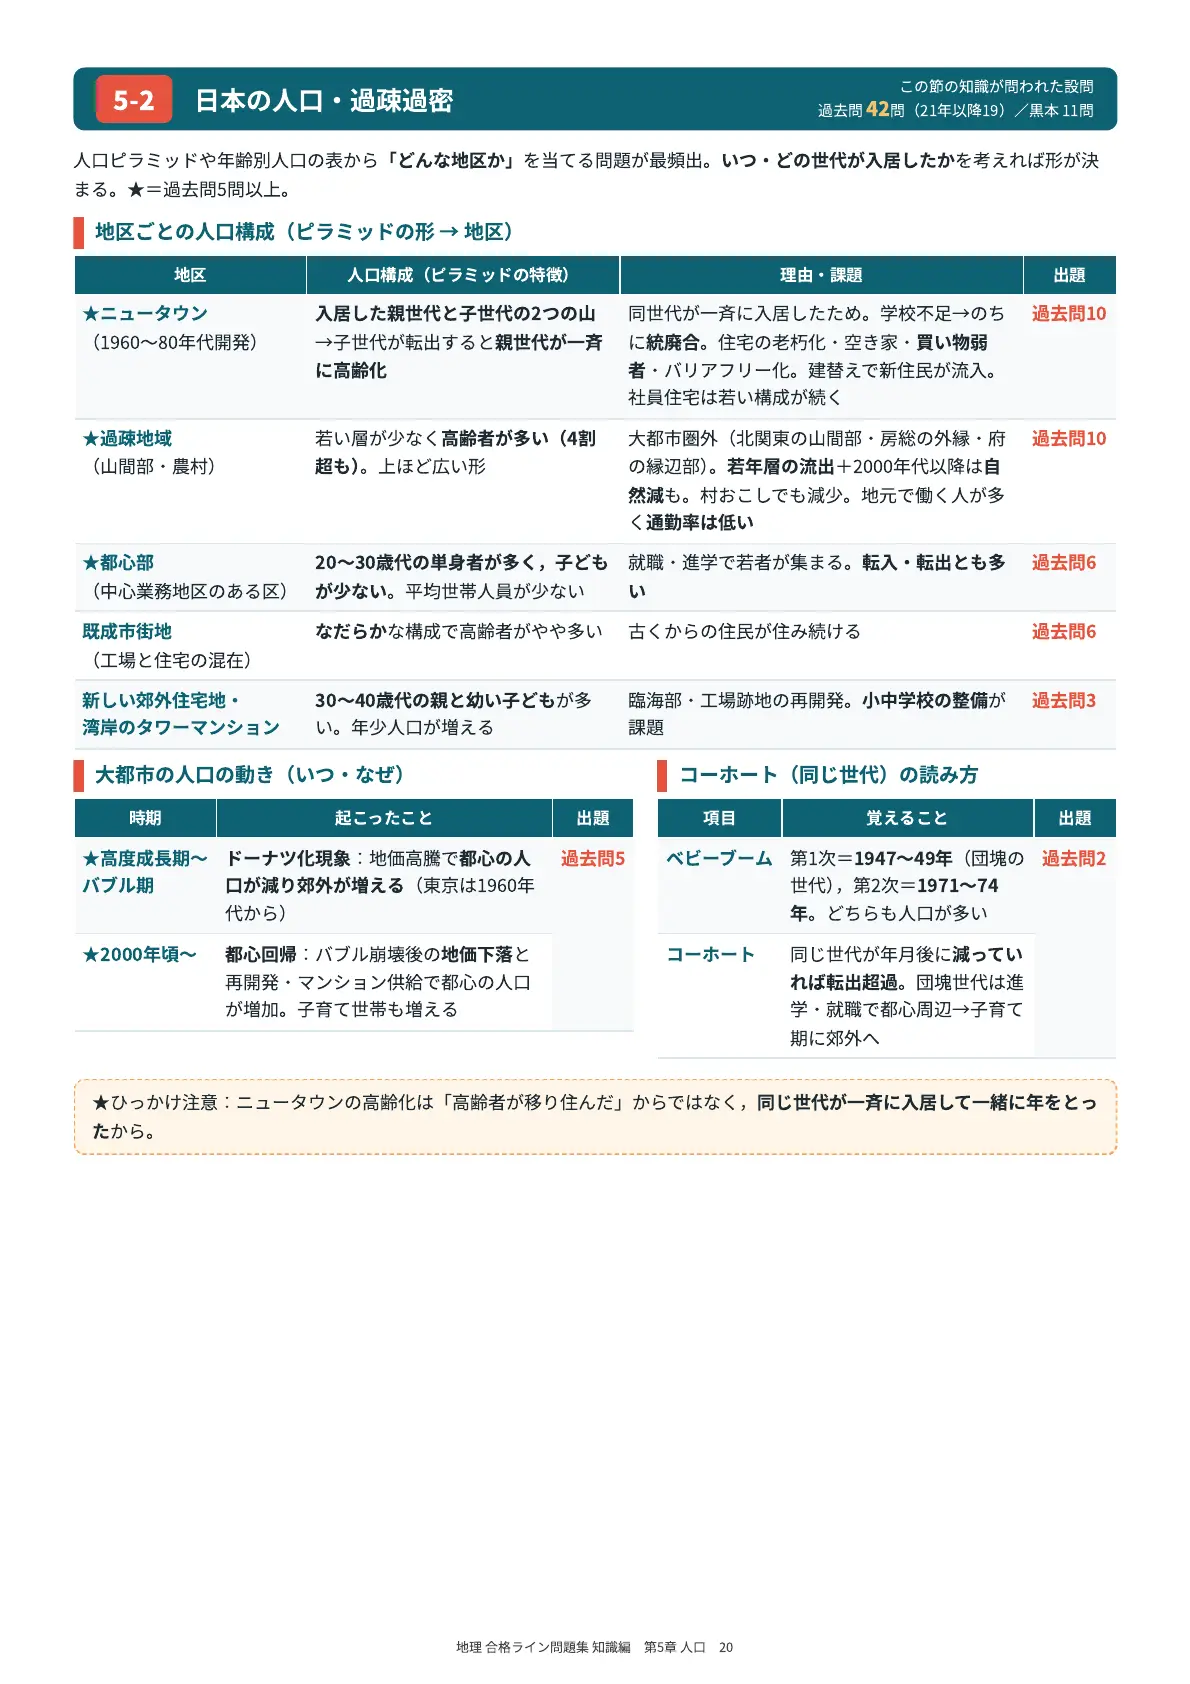 5-2 日本の人口・過疎過密
この節の知識が問われた設問
過去問 42問（21年以降19）／黒本 11問
人口ピラミッドや年齢別人口の表から「どんな地区か」を当てる問題が最頻出。いつ・どの世代が入居したかを考えれば形が決
まる。★＝過去問5問以上。
地区ごとの人口構成（ピラミッドの形 → 地区）
地区 人口構成（ピラミッドの特徴） 理由・課題 出題
★ニュータウン
（1960〜80年代開発）
入居した親世代と子世代の2つの山
→子世代が転出すると親世代が一斉
に高齢化
同世代が一斉に入居したため。学校不足→のち
に統廃合。住宅の老朽化・空き家・買い物弱
者・バリアフリー化。建替えで新住民が流入。
社員住宅は若い構成が続く
過去問10
★過疎地域
（山間部・農村）
若い層が少なく高齢者が多い（4割
超も）。上ほど広い形
大都市圏外（北関東の山間部・房総の外縁・府
の縁辺部）。若年層の流出＋2000年代以降は自
然減も。村おこしでも減少。地元で働く人が多
く通勤率は低い
過去問10
★都心部
（中心業務地区のある区）
20〜30歳代の単身者が多く，子ども
が少ない。平均世帯人員が少ない
就職・進学で若者が集まる。転入・転出とも多
い
過去問6
既成市街地
（工場と住宅の混在）
なだらかな構成で高齢者がやや多い
古くからの住民が住み続ける
過去問6
新しい郊外住宅地・
湾岸のタワーマンション
30〜40歳代の親と幼い子どもが多
い。年少人口が増える
臨海部・工場跡地の再開発。小中学校の整備が
課題
過去問3
大都市の人口の動き（いつ・なぜ）
時期 起こったこと 出題
★高度成長期〜
バブル期
ドーナツ化現象：地価高騰で都心の人
口が減り郊外が増える（東京は1960年
代から）
過去問5
★2000年頃〜
都心回帰：バブル崩壊後の地価下落と
再開発・マンション供給で都心の人口
が増加。子育て世帯も増える
コーホート（同じ世代）の読み方
項目 覚えること 出題
ベビーブーム
第1次＝1947〜49年（団塊の
世代），第2次＝1971〜74
年。どちらも人口が多い
過去問2
コーホート
同じ世代が年月後に減ってい
れば転出超過。団塊世代は進
学・就職で都心周辺→子育て
期に郊外へ
★ひっかけ注意：ニュータウンの高齢化は「高齢者が移り住んだ」からではなく，同じ世代が一斉に入居して一緒に年をとっ
たから。
地理 合格ライン問題集 知識編 第5章 人口 20